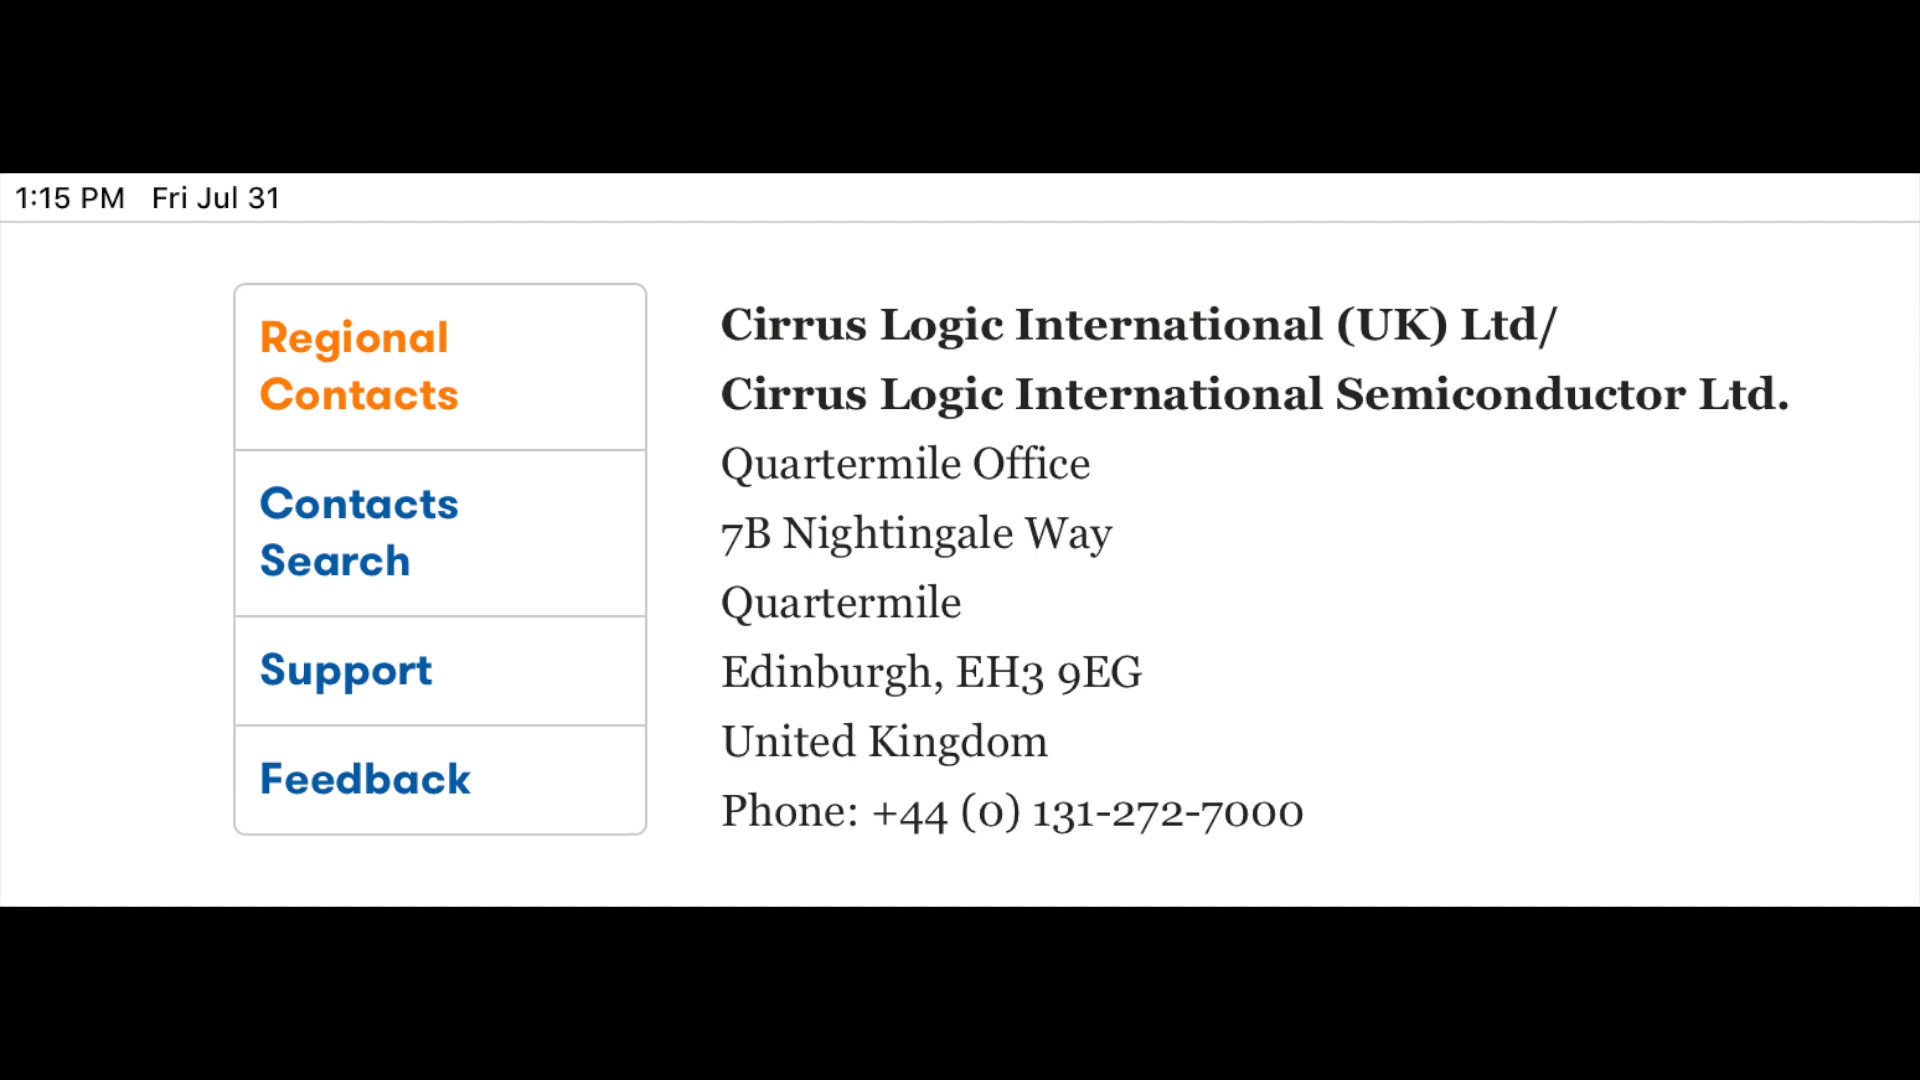 1:15 PM Fri Jul 31
Regional
Contacts
Contacts
Search
Support
Feedback
Cirrus Logic International (UK) Ltd/
Cirrus Logic International Semiconductor Ltd.
Quartermile Office
7B Nightingale Way
Quartermile
Edinburgh, EH3 9EG
United Kingdom
Phone: +44 (0) 131-272-7000